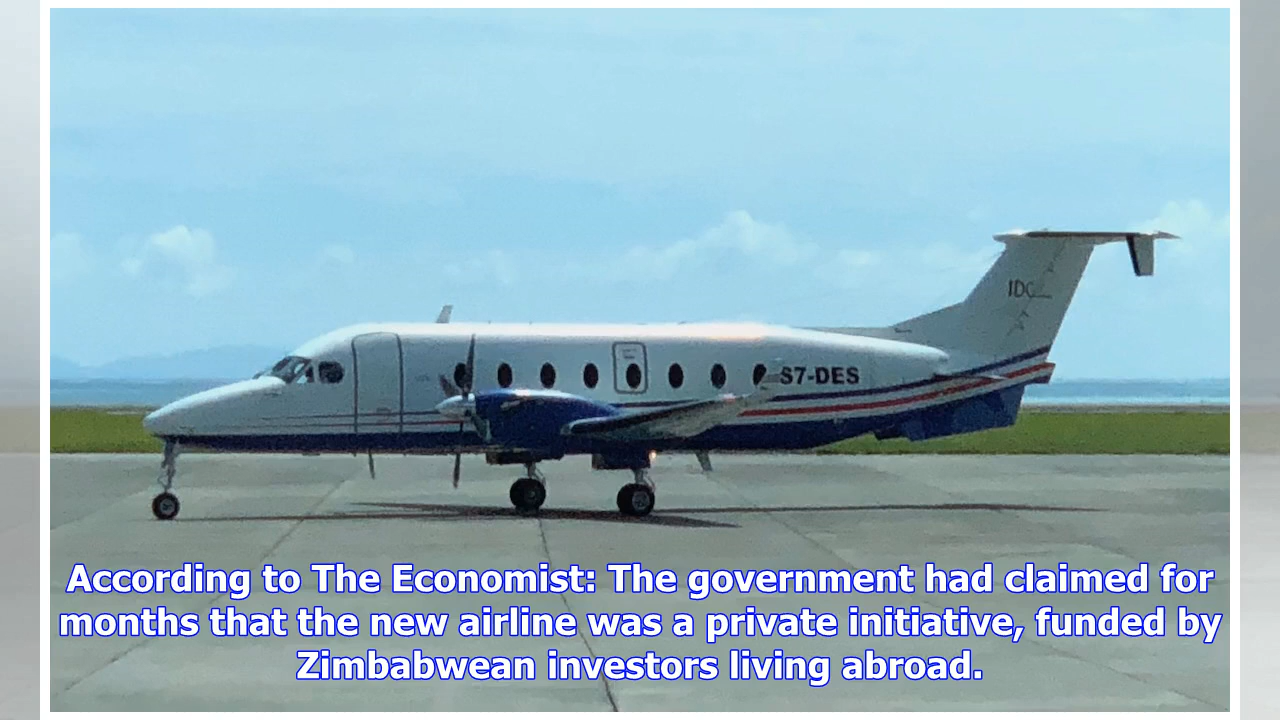 IDC
S7-DES
According to The Economist: The government had claimed for
months that the new airline was a private initiative, funded by
Zimbabwean investors living abroad.